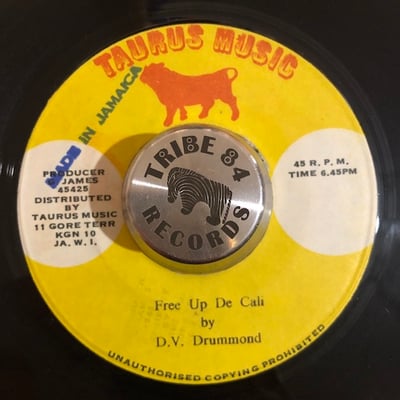 TAURUS MUSIC
MADE IN JAMAICA
PRODUCER
JAMES
45425
DISTRIBUTED
BY
TAURUS MUSIC
11 GORE TERR
KGN 10
JA. W. I.
TRIBE 84
RECORDS
45 R. P. M.
TIME 6.45PM
Free Up De Cali
by
D.V. Drummond
UNAUTHORISED COPYING PROHIBITED